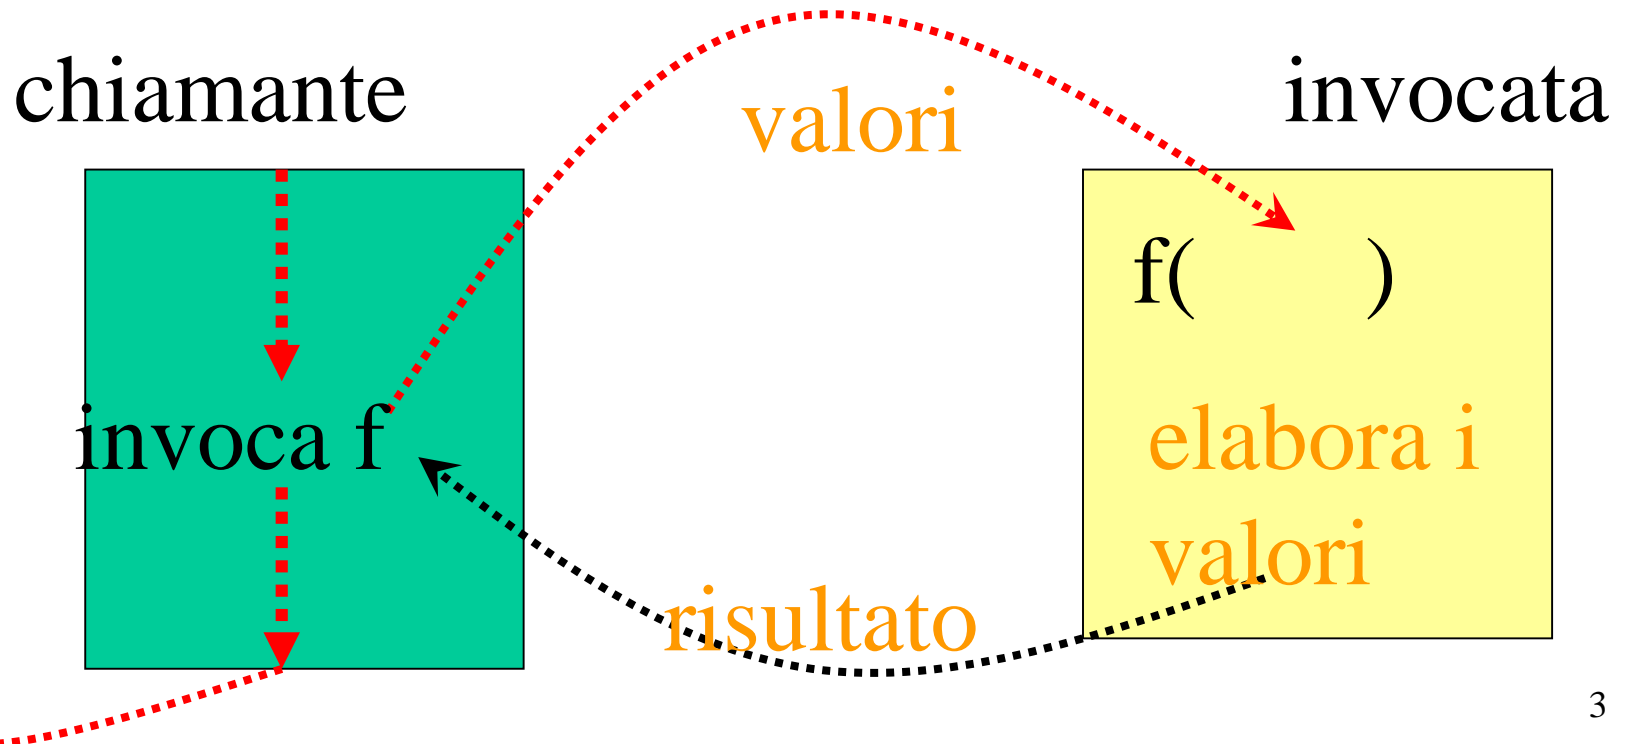 chiamante
valori
invocata
f( )
invoca f
elabora i
valori
risultato
3